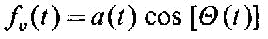 f_v(t) = a(t) cos [Θ(t)]